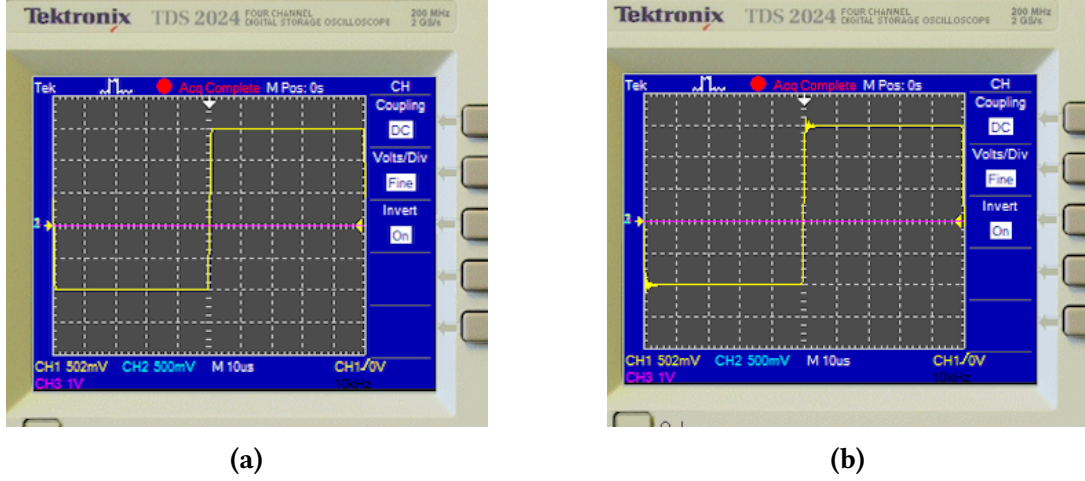 Tektronix TDS 2024 FOUR CHANNEL DIGITAL STORAGE OSCILLOSCOPE 200 MHz 2 GS/s
Tek Acq Complete M Pos: 0s CH
Coupling
DC
Volts/Div
Fine
Invert
On
CH1 502mV CH2 500mV M 10us CH1 0V
CH3 1V 10kHz
(a)
Tektronix TDS 2024 FOUR CHANNEL DIGITAL STORAGE OSCILLOSCOPE 200 MHz 2 GS/s
Tek Acq Complete M Pos: 0s CH
Coupling
DC
Volts/Div
Fine
Invert
On
CH1 502mV CH2 500mV M 10us CH1 0V
CH3 1V 10kHz
(b)